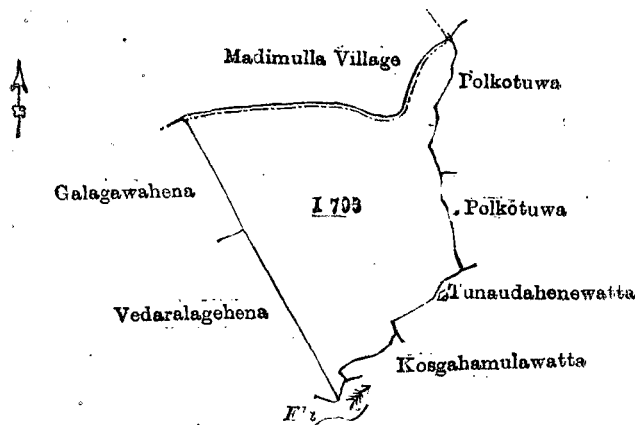 Madimulla Village
Polkotuwa
Galagawahena
I 703
Polkotuwa
Tunaudahenewatta
Vedaralagehena
Kosgahamulawatta